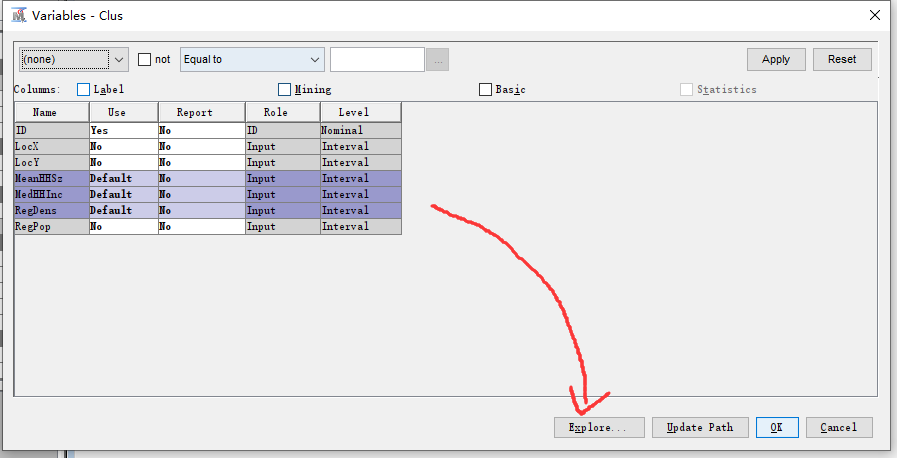 Variables - Clus
(none) not Equal to ... Apply Reset
Columns: Label Mining Basic Statistics
Name Use Report Role Level
ID Yes No ID Nominal
LocX No No Input Interval
LocY No No Input Interval
MeanHHSz Default No Input Interval
MedHHInc Default No Input Interval
RegDens Default No Input Interval
RegPop No No Input Interval
Explore... Update Path OK Cancel